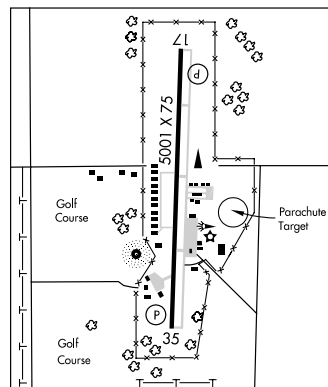 17
P
5001 X 75
Golf
Course
Parachute
Target
P
35
Golf
Course